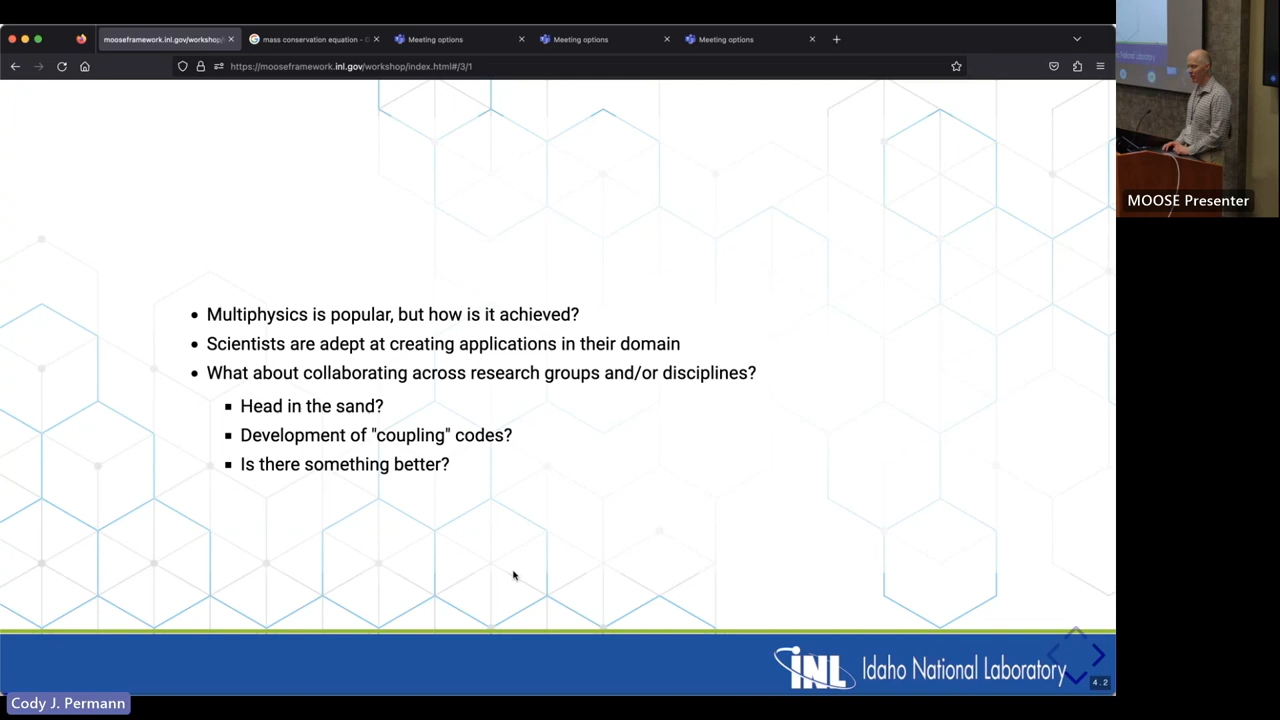 mooseframework.inl.gov/workshop/
mass conservation equation - G
Meeting options
Meeting options
Meeting options
https://mooseframework.inl.gov/workshop/index.html#/3/1
Multiphysics is popular, but how is it achieved?
Scientists are adept at creating applications in their domain
What about collaborating across research groups and/or disciplines?
Head in the sand?
Development of "coupling" codes?
Is there something better?
MOOSE Presenter
INL Idaho National Laboratory
4.2
Cody J. Permann